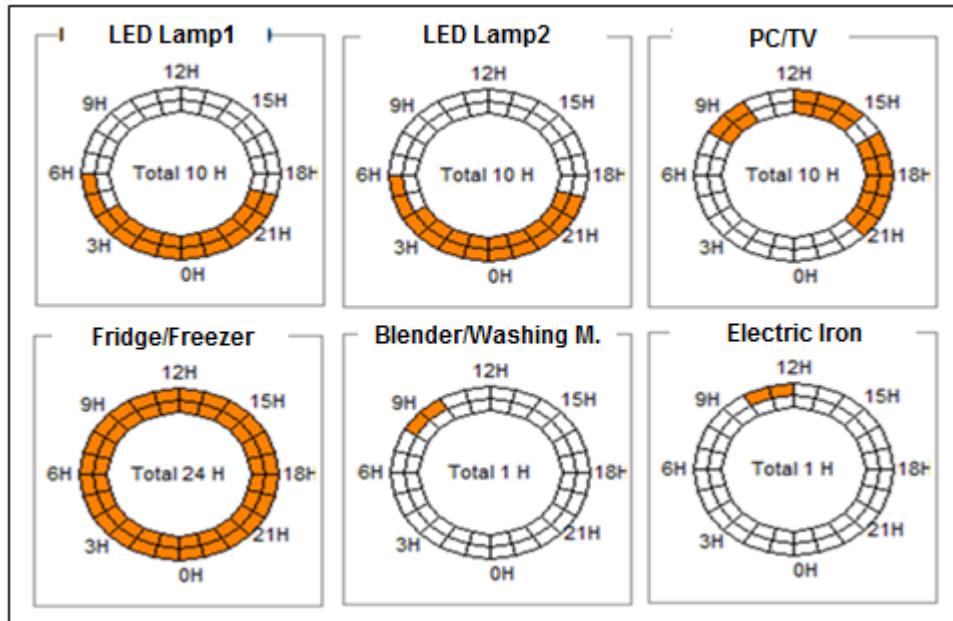 LED Lamp1
12H
9H
15H
6H
Total 10 H
18H
3H
21H
0H
LED Lamp2
12H
9H
15H
6H
Total 10 H
18H
3H
21H
0H
PC/TV
12H
9H
15H
6H
Total 10 H
18H
3H
21H
0H
Fridge/Freezer
12H
9H
15H
6H
Total 24 H
18H
3H
21H
0H
Blender/Washing M.
12H
9H
15H
6H
Total 1 H
18H
3H
21H
0H
Electric Iron
12H
9H
15H
6H
Total 1 H
18H
3H
21H
0H